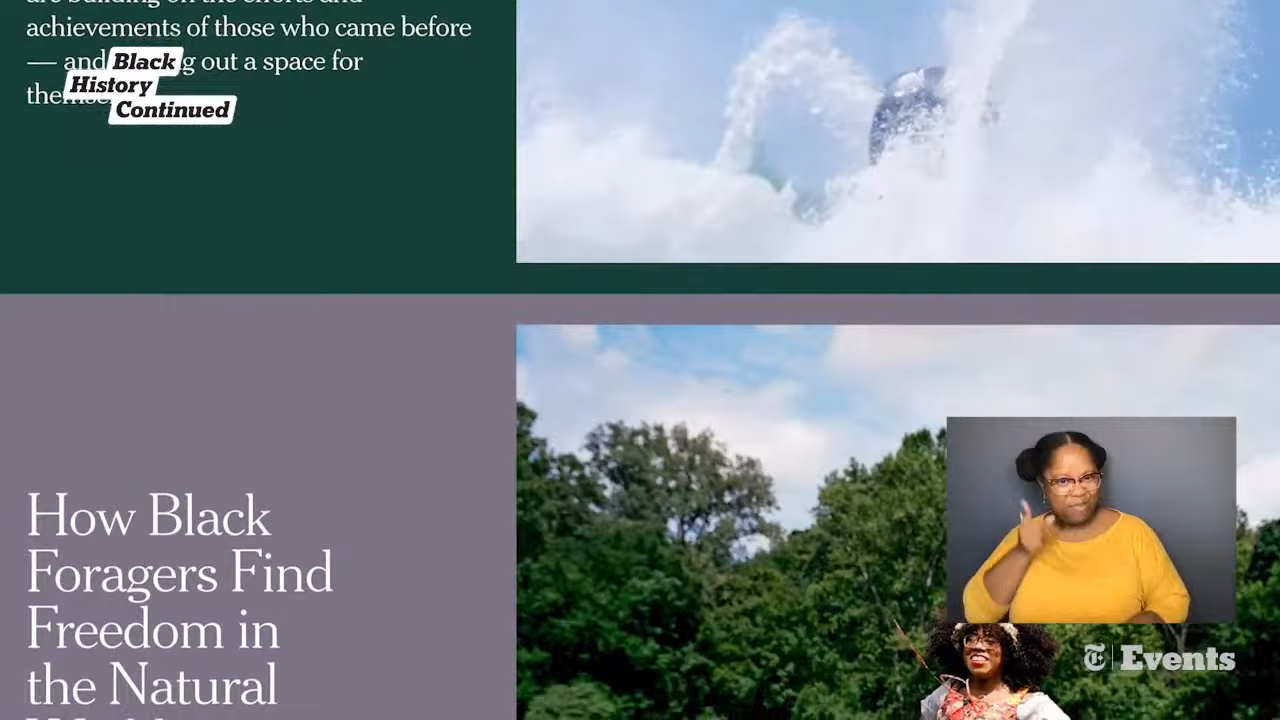 achievements of those who came before
— and
g out a space for
Black
History
Continued
How Black
Foragers Find
Freedom in
the Natural
T Events